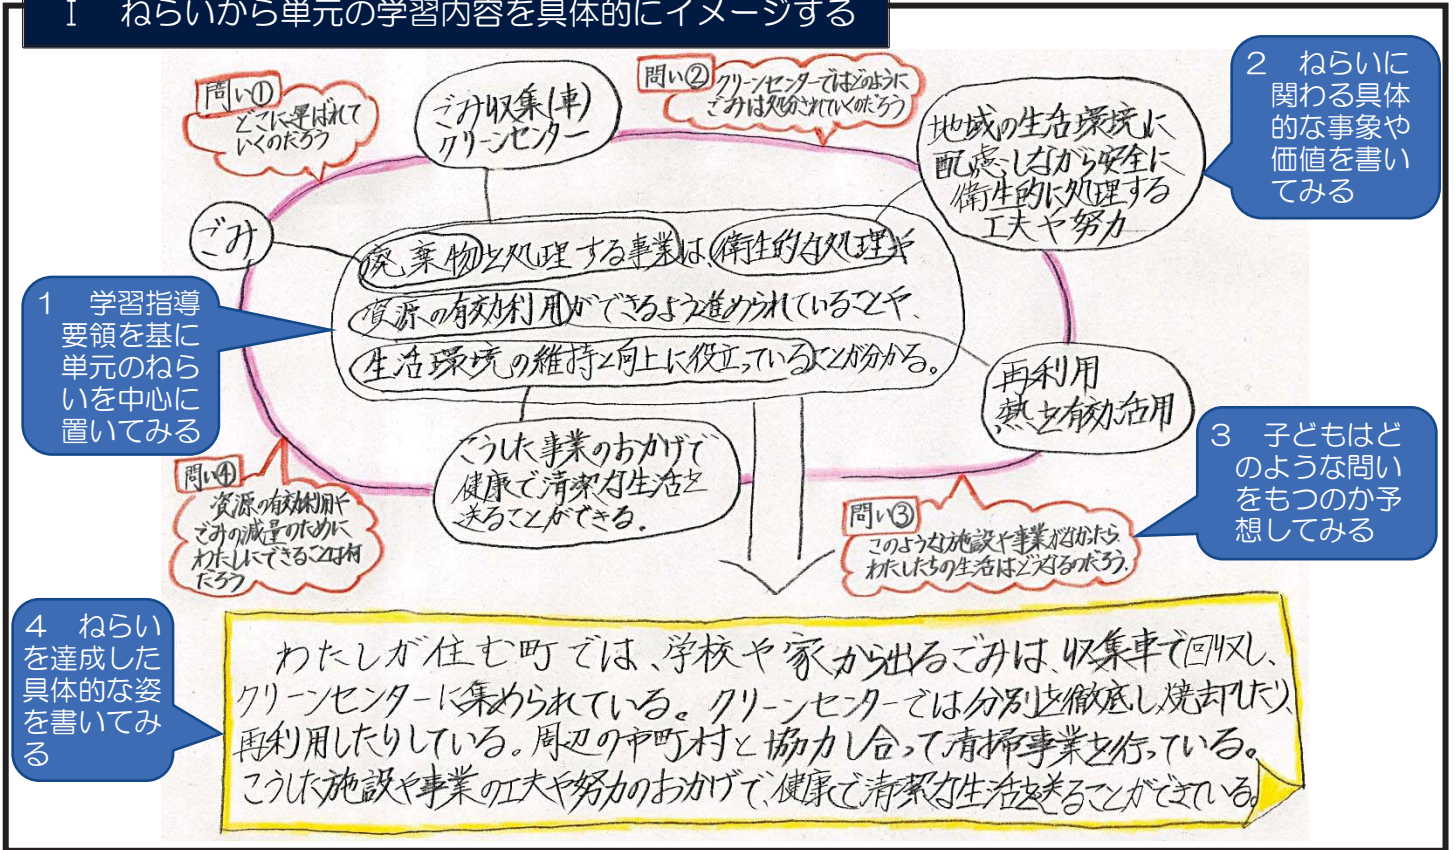 Ⅰ　ねらいから単元の学習内容を具体的にイメージする
問い①
どこに運ばれて
いくのだろう
ごみ収集(車)
クリーンセンター
問い②
クリーンセンターではどのように
ごみは処分されていくのだろう
地域の生活環境に
配慮しながら安全に
衛生的に処理する
工夫や努力
2　ねらいに
関わる具体
的な事象や
価値を書い
てみる
ごみ
廃棄物を処理する事業は、衛生的な処理や
資源の有効利用ができるよう進められていることや、
生活環境の維持と向上に役立っていることが分かる。
1　学習指導
要領を基に
単元のねら
いを中心に
置いてみる
再利用
熱を有効活用
こうした事業のおかげで
健康で清潔な生活を
送ることができる。
3　子どもはど
のような問い
をもつのか予
想してみる
問い④
資源の有効利用や
ごみの減量のために
わたしにできることは何
だろう
問い③
このような施設や事業がなかったら
わたしたちの生活はどうなるのだろう。
4　ねらい
を達成した
具体的な姿
を書いてみ
る
わたしが住む町では、学校や家から出るごみは、収集車で回収し、
クリーンセンターに集められている。クリーンセンターでは分別を徹底し、焼却したり、
再利用したりしている。周辺の市町村と協力し合って清掃事業を行っている。
こうした施設や事業の工夫や努力のおかげで、健康で清潔な生活を送ることができている。